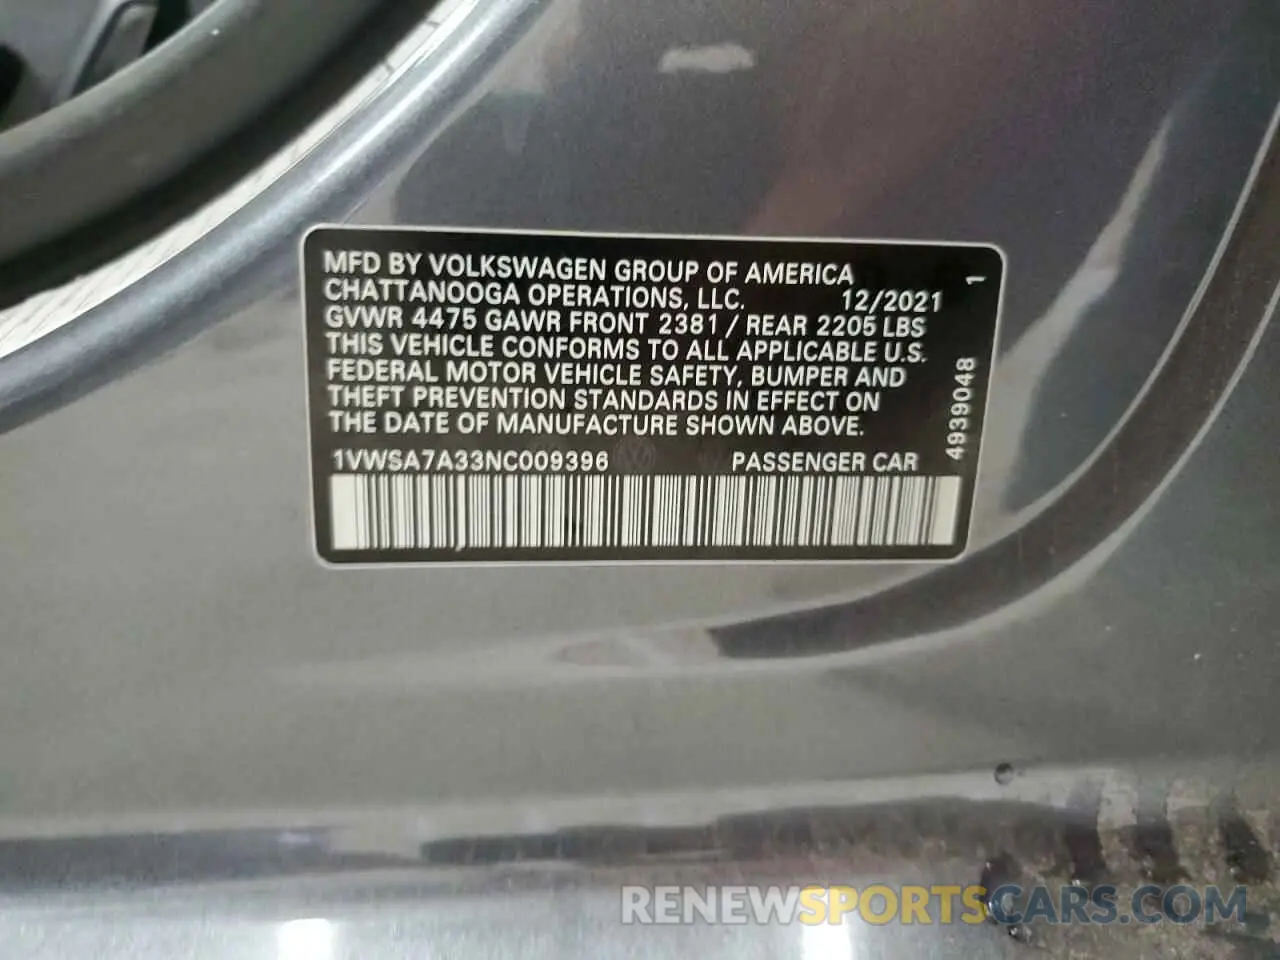 MFD BY VOLKSWAGEN GROUP OF AMERICA
CHATTANOOGA OPERATIONS, LLC. 12/2021
GVWR 4475 GAWR FRONT 2381 / REAR 2205 LBS
THIS VEHICLE CONFORMS TO ALL APPLICABLE U.S.
FEDERAL MOTOR VEHICLE SAFETY, BUMPER AND
THEFT PREVENTION STANDARDS IN EFFECT ON
THE DATE OF MANUFACTURE SHOWN ABOVE.
1VWSA7A33NC009396 PASSENGER CAR
4939048 1
RENEWSPORTSCARS.COM